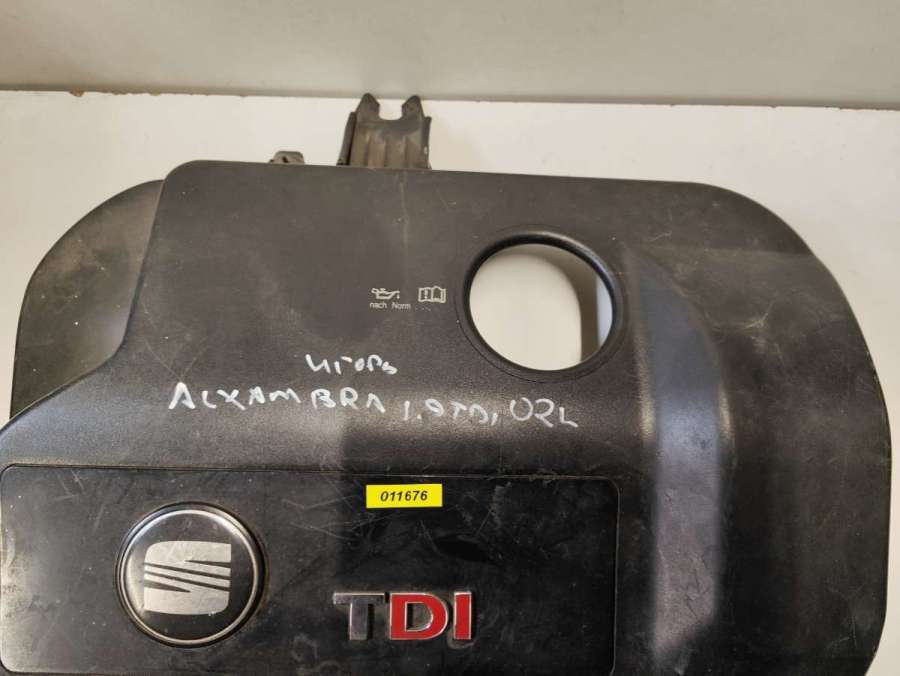 nach Norm
игорь
ALXAMBRA 1.9TDI, 02L
011676
TDI